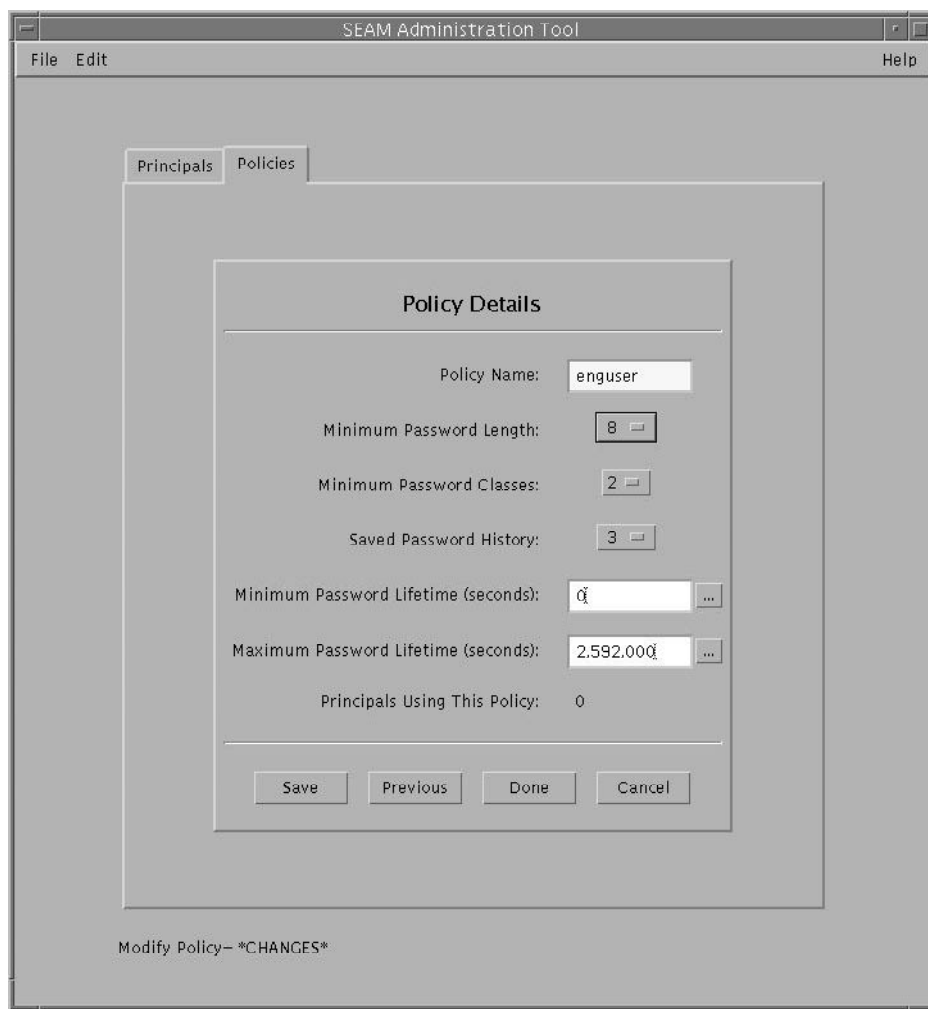 SEAM Administration Tool
File Edit Help
Principals Policies
Policy Details
Policy Name: enguser
Minimum Password Length: 8
Minimum Password Classes: 2
Saved Password History: 3
Minimum Password Lifetime (seconds): 0 ...
Maximum Password Lifetime (seconds): 2.592.000 ...
Principals Using This Policy: 0
Save Previous Done Cancel
Modify Policy– *CHANGES*